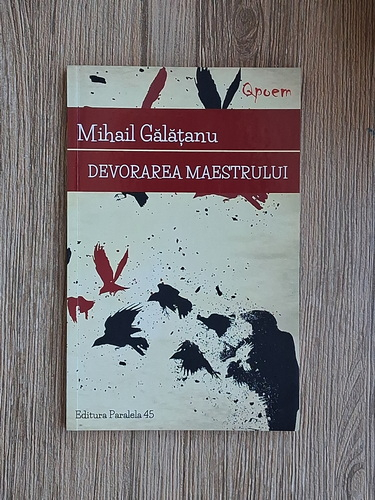 Qpoem
Mihail Gălățanu
DEVORAREA MAESTRULUI
Editura Paralela 45